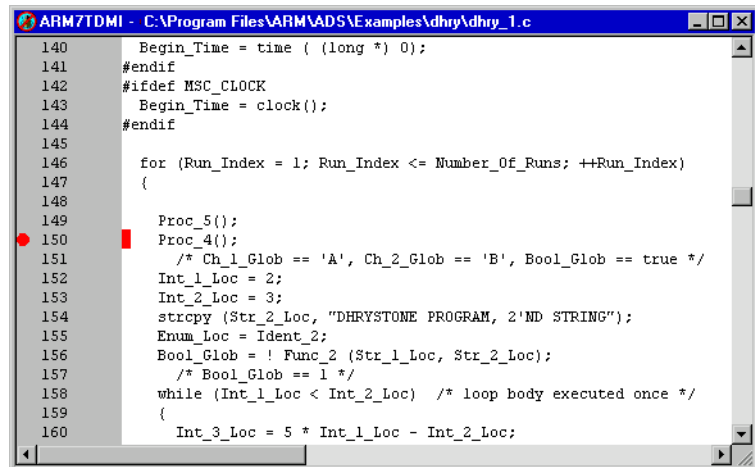 ARM7TDMI - C:\Program Files\ARM\ADS\Examples\dhry\dhry_1.c
140 Begin_Time = time ( (long *) 0);
141 #endif
142 #ifdef MSC_CLOCK
143 Begin_Time = clock();
144 #endif
145
146 for (Run_Index = 1; Run_Index <= Number_Of_Runs; ++Run_Index)
147 {
148
149 Proc_5();
150 Proc_4();
151 /* Ch_1_Glob == 'A', Ch_2_Glob == 'B', Bool_Glob == true */
152 Int_1_Loc = 2;
153 Int_2_Loc = 3;
154 strcpy (Str_2_Loc, "DHRYSTONE PROGRAM, 2'ND STRING");
155 Enum_Loc = Ident_2;
156 Bool_Glob = ! Func_2 (Str_1_Loc, Str_2_Loc);
157 /* Bool_Glob == 1 */
158 while (Int_1_Loc < Int_2_Loc) /* loop body executed once */
159 {
160 Int_3_Loc = 5 * Int_1_Loc - Int_2_Loc;